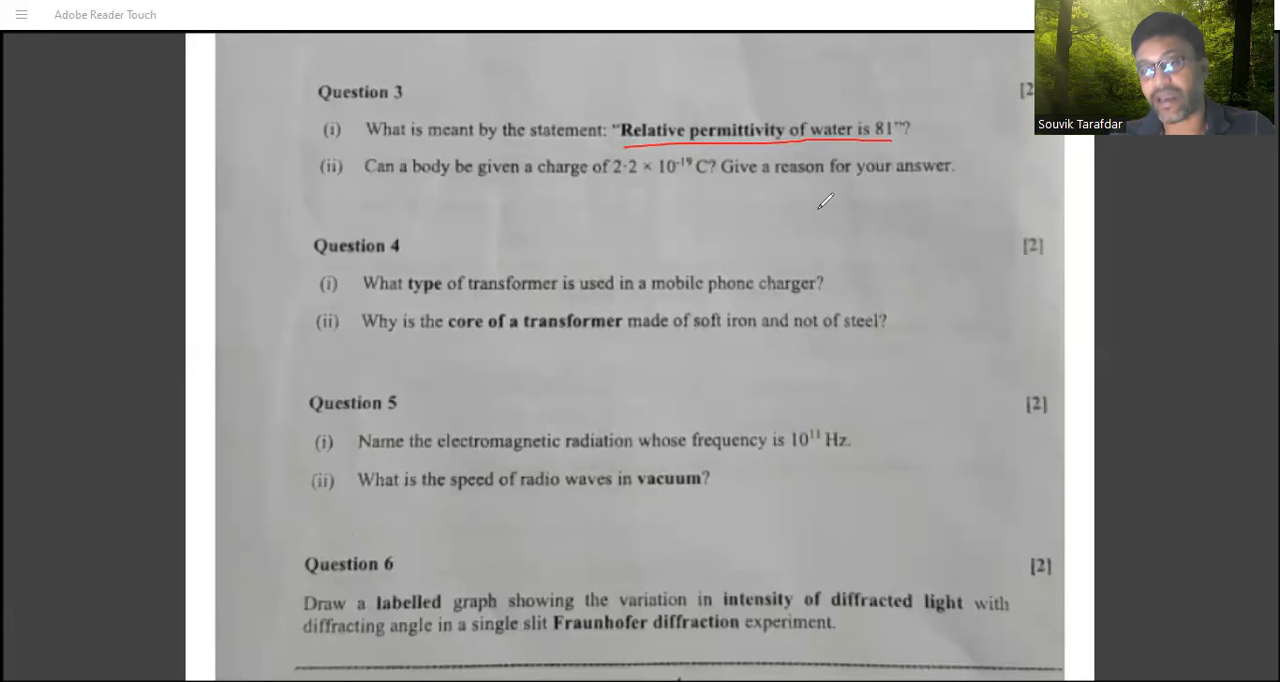 Adobe Reader Touch
Question 3
[2
Souvik Tarafdar
(i) What is meant by the statement: "Relative permittivity of water is 81"?
(ii) Can a body be given a charge of 2·2 × 10⁻¹⁹ C? Give a reason for your answer.
Question 4 [2]
(i) What type of transformer is used in a mobile phone charger?
(ii) Why is the core of a transformer made of soft iron and not of steel?
Question 5 [2]
(i) Name the electromagnetic radiation whose frequency is 10¹¹ Hz.
(ii) What is the speed of radio waves in vacuum?
Question 6 [2]
Draw a labelled graph showing the variation in intensity of diffracted light with
diffracting angle in a single slit Fraunhofer diffraction experiment.